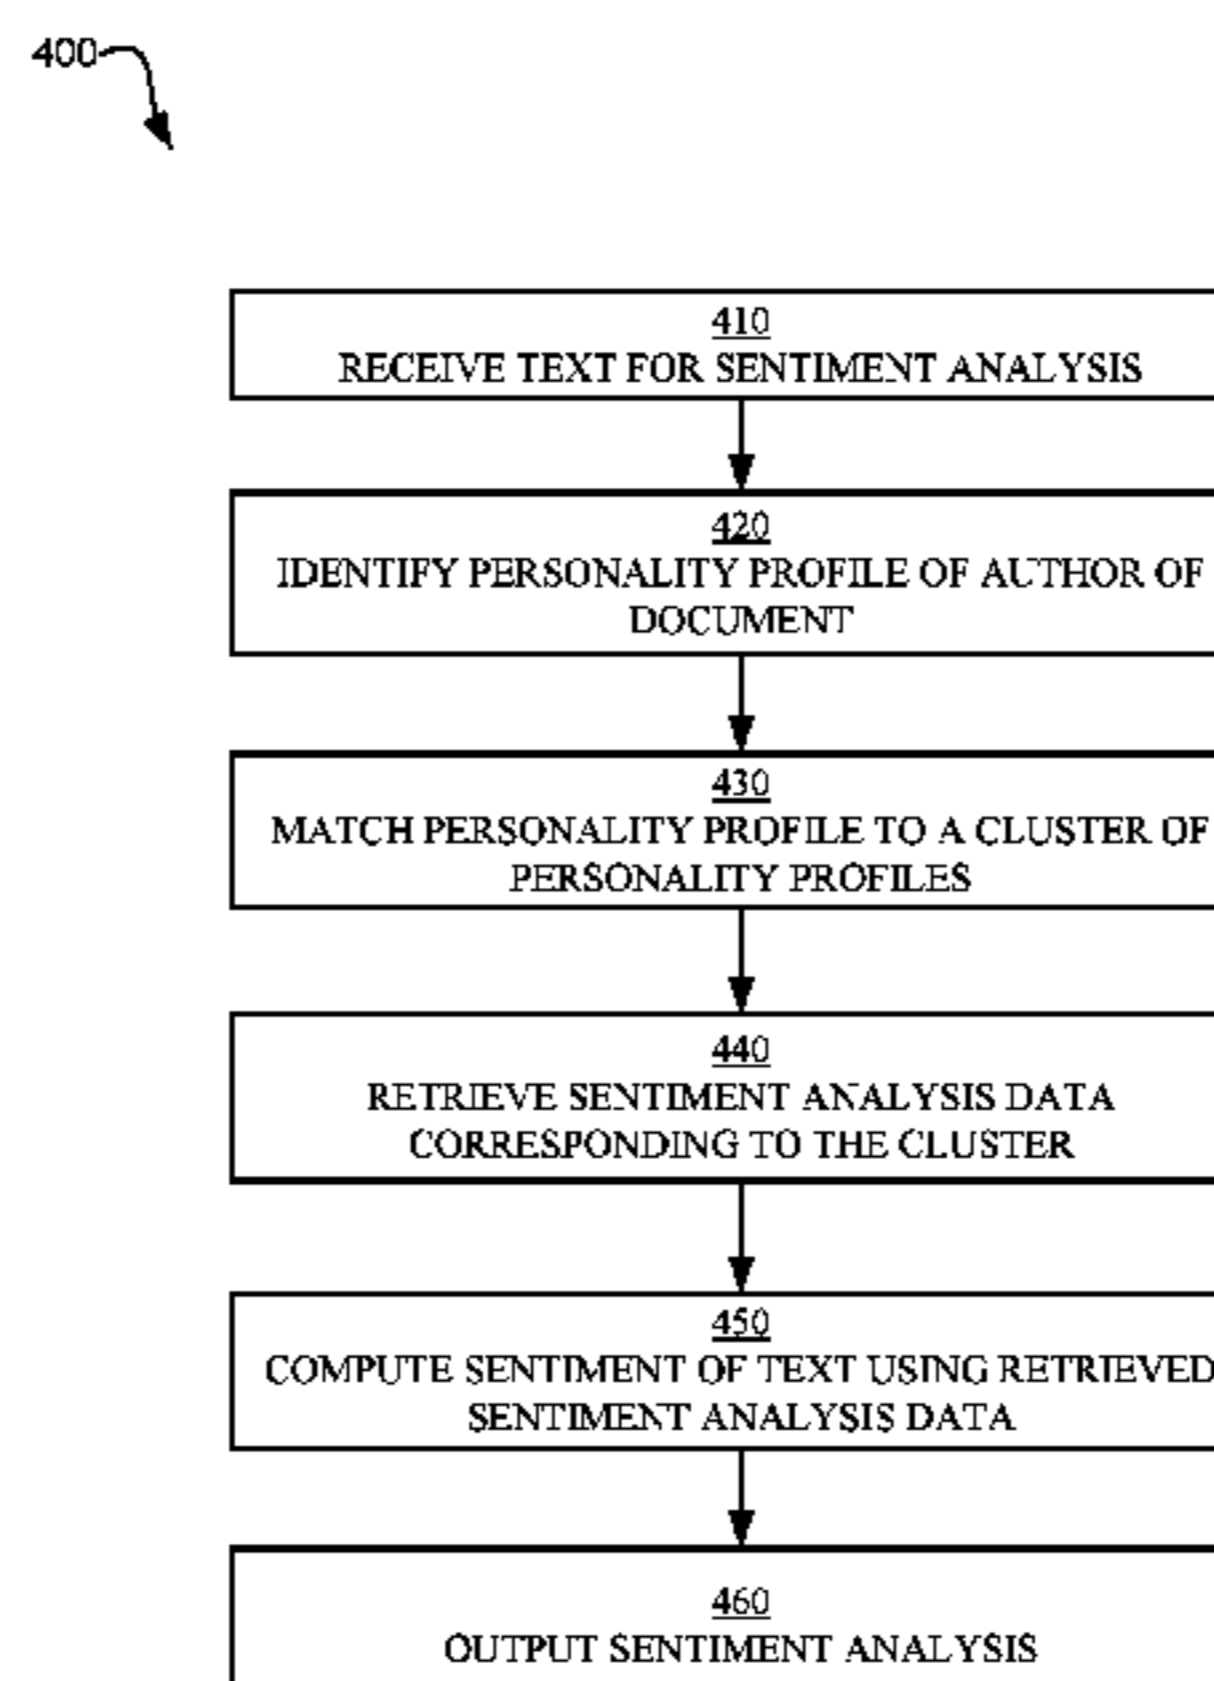 400
410
RECEIVE TEXT FOR SENTIMENT ANALYSIS
420
IDENTIFY PERSONALITY PROFILE OF AUTHOR OF
DOCUMENT
430
MATCH PERSONALITY PROFILE TO A CLUSTER OF
PERSONALITY PROFILES
440
RETRIEVE SENTIMENT ANALYSIS DATA
CORRESPONDING TO THE CLUSTER
450
COMPUTE SENTIMENT OF TEXT USING RETRIEVED
SENTIMENT ANALYSIS DATA
460
OUTPUT SENTIMENT ANALYSIS